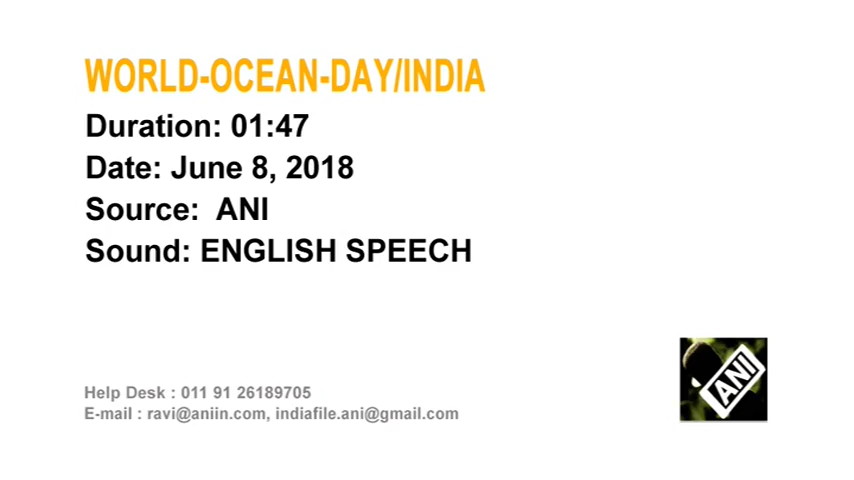 WORLD-OCEAN-DAY/INDIA
Duration: 01:47
Date: June 8, 2018
Source: ANI
Sound: ENGLISH SPEECH
Help Desk : 011 91 26189705
E-mail : ravi@aniin.com, indiafile.ani@gmail.com
ANI